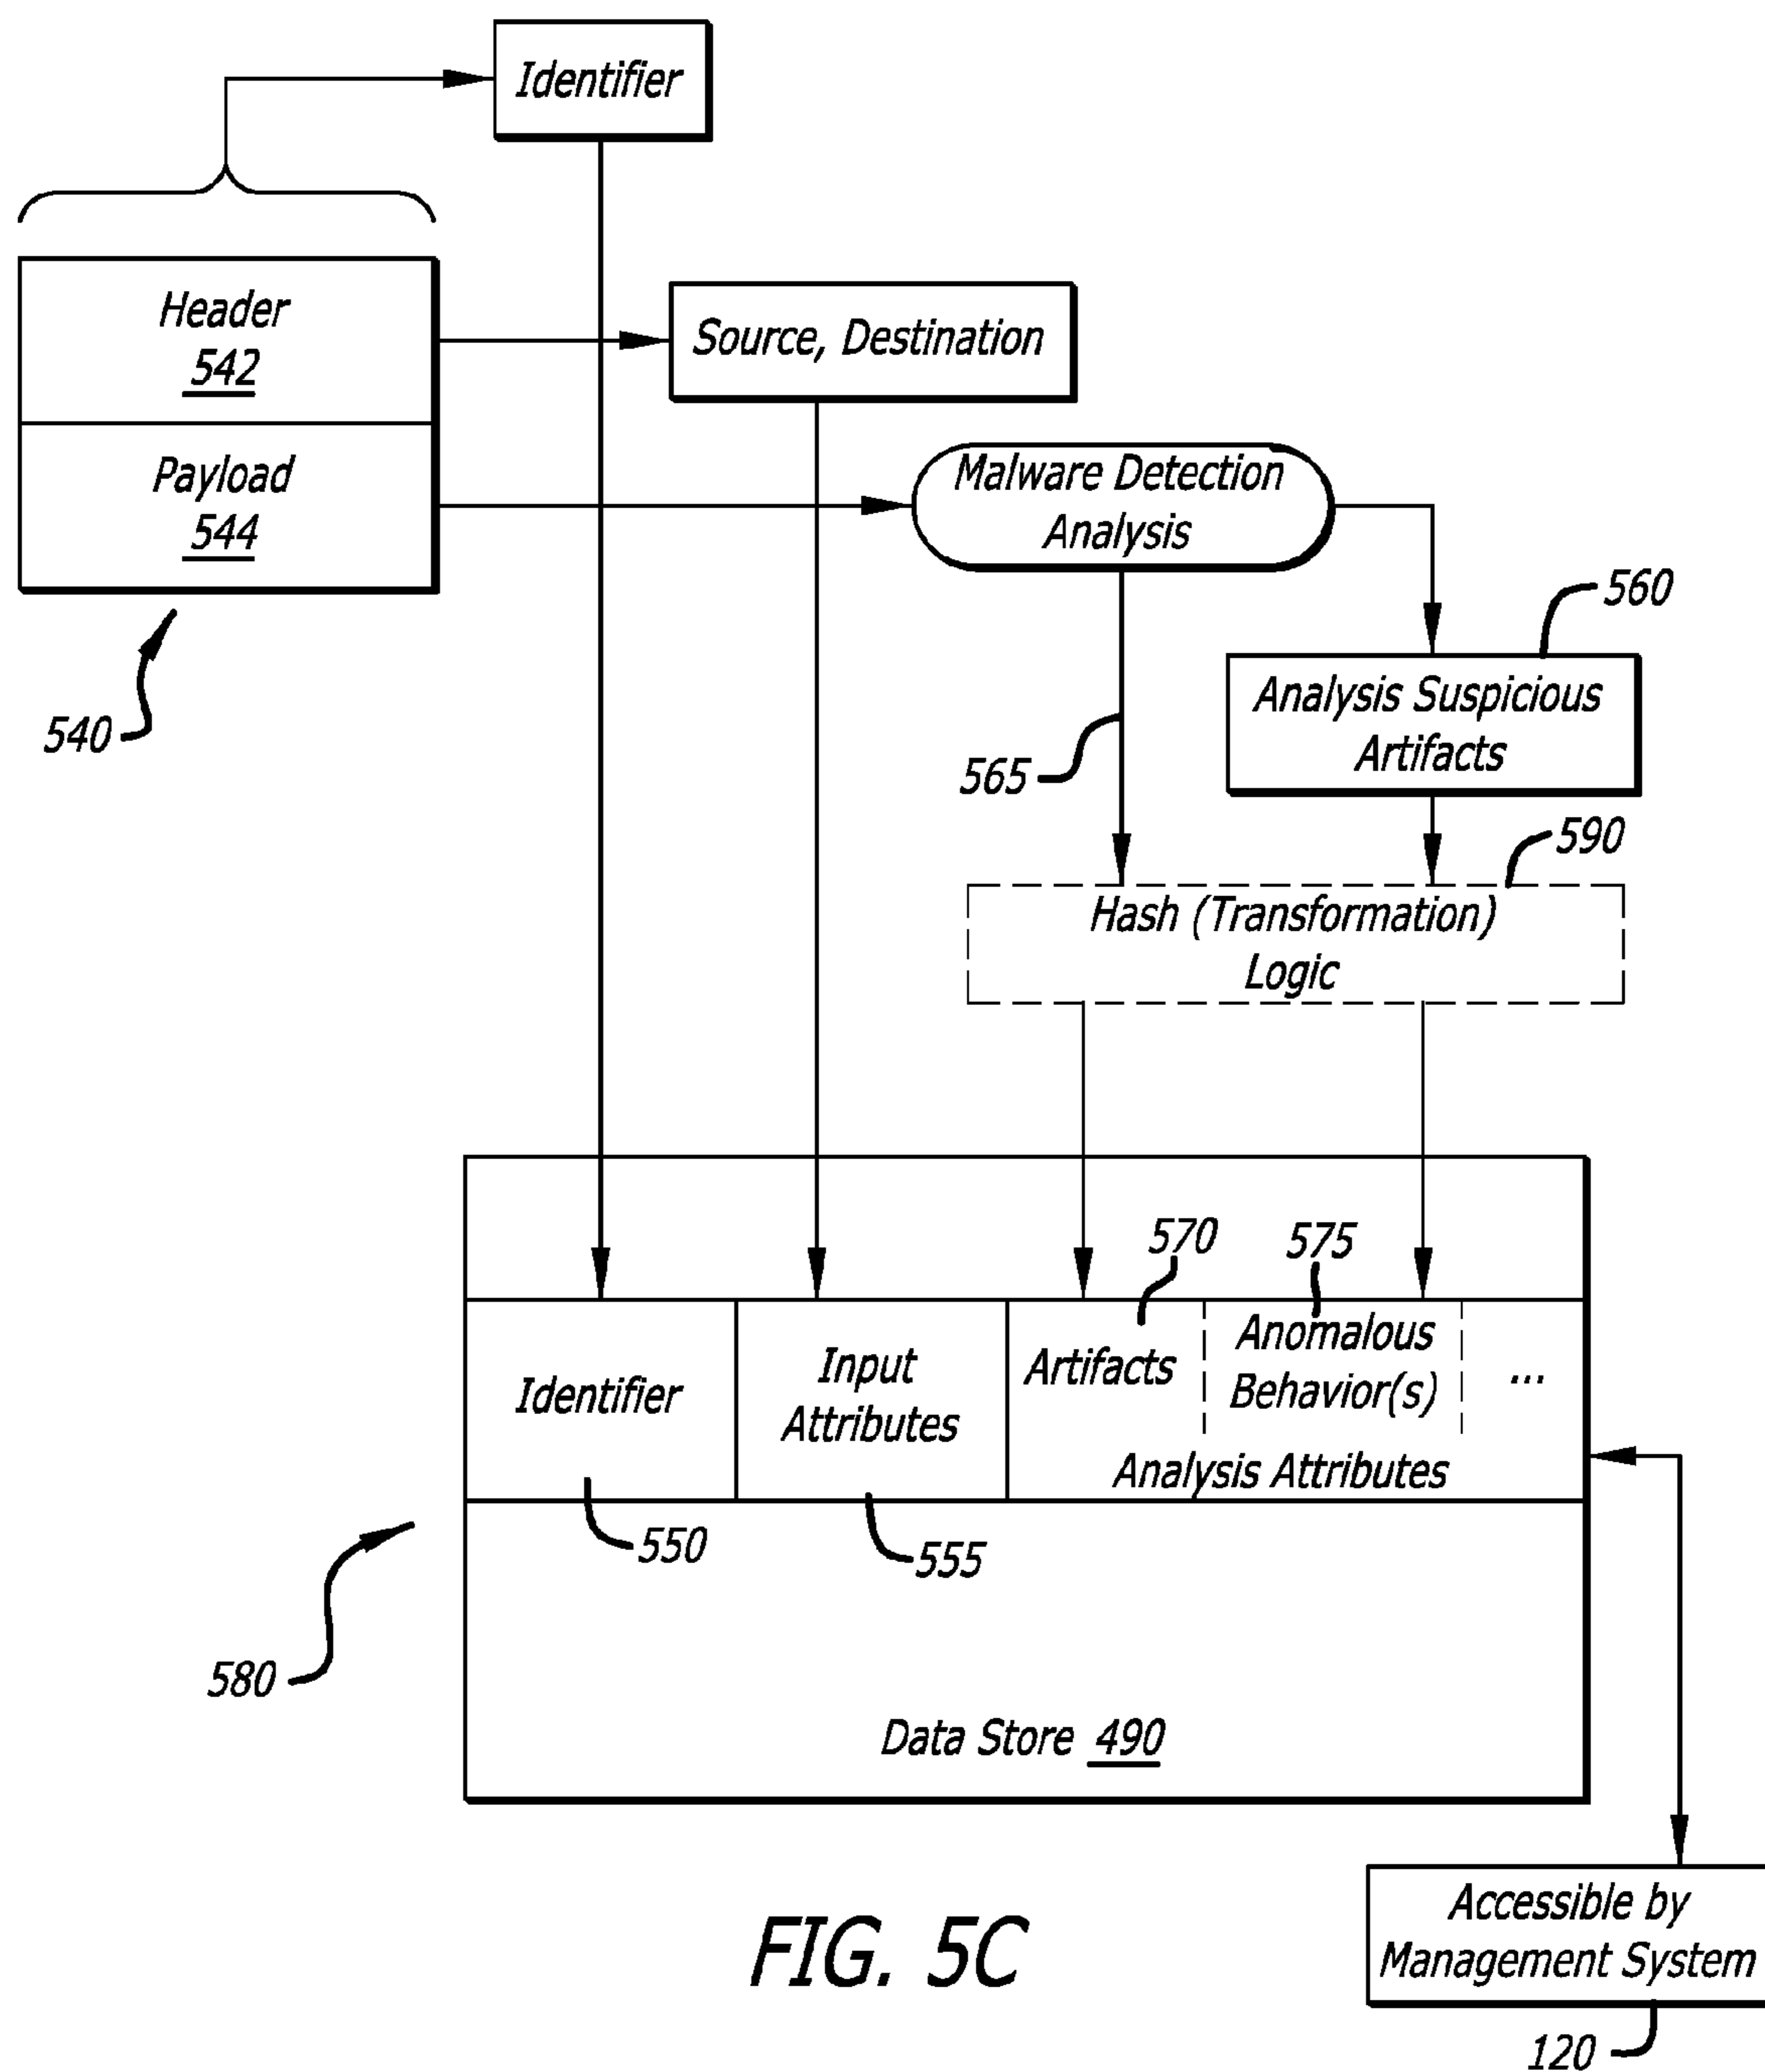 Identifier
Header
542
Source, Destination
Payload
544
Malware Detection
Analysis
540
560
Analysis Suspicious
Artifacts
565
590
Hash (Transformation)
Logic
570
575
Identifier
Input
Attributes
Artifacts
Anomalous
Behavior(s)
...
Analysis Attributes
550
555
580
Data Store 490
Accessible by
Management System
120
FIG. 5C